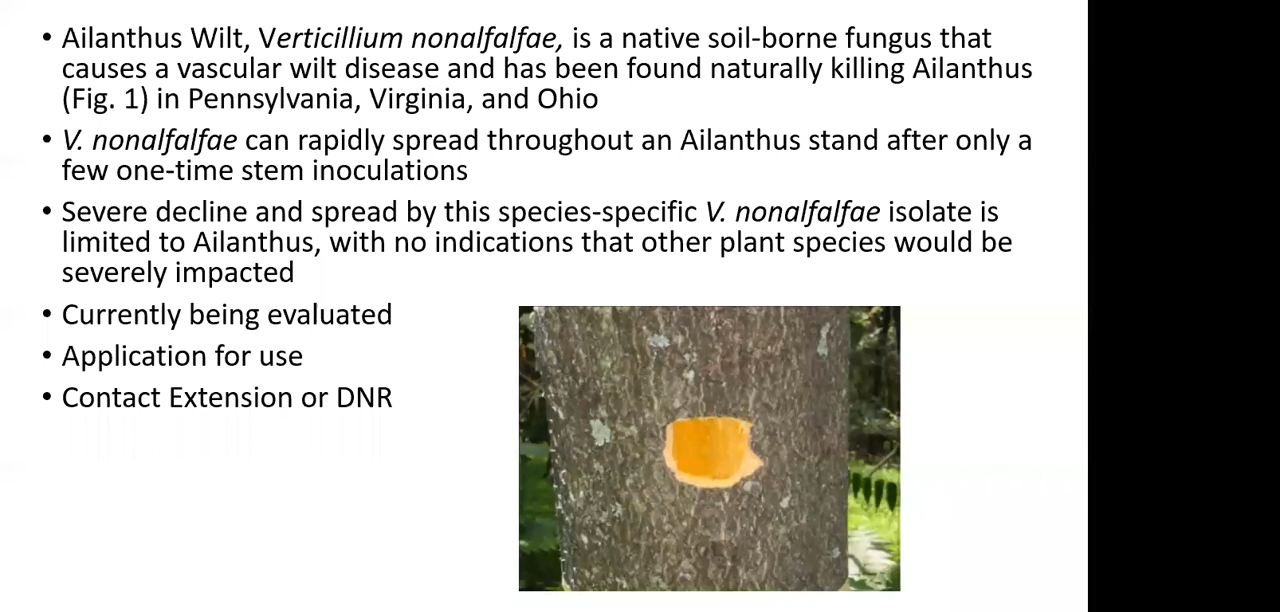 • Ailanthus Wilt, Verticillium nonalfalfae, is a native soil-borne fungus that
causes a vascular wilt disease and has been found naturally killing Ailanthus
(Fig. 1) in Pennsylvania, Virginia, and Ohio
• V. nonalfalfae can rapidly spread throughout an Ailanthus stand after only a
few one-time stem inoculations
• Severe decline and spread by this species-specific V. nonalfalfae isolate is
limited to Ailanthus, with no indications that other plant species would be
severely impacted
• Currently being evaluated
• Application for use
• Contact Extension or DNR